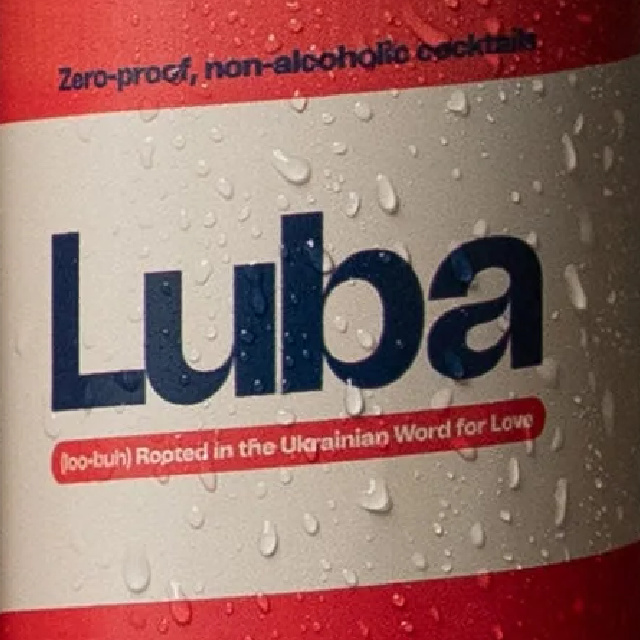 Zero-proof, non-alcoholic cocktails
Luba
(loo-buh) Rooted in the Ukrainian Word for Love